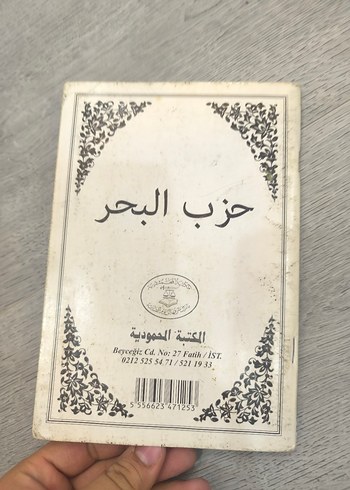 حزب البحر
المكتبة المحمودية
Beyceğiz Cd. No: 27 Fatih / İST.
0212 525 54 71 / 521 19 33
5 556623 471253